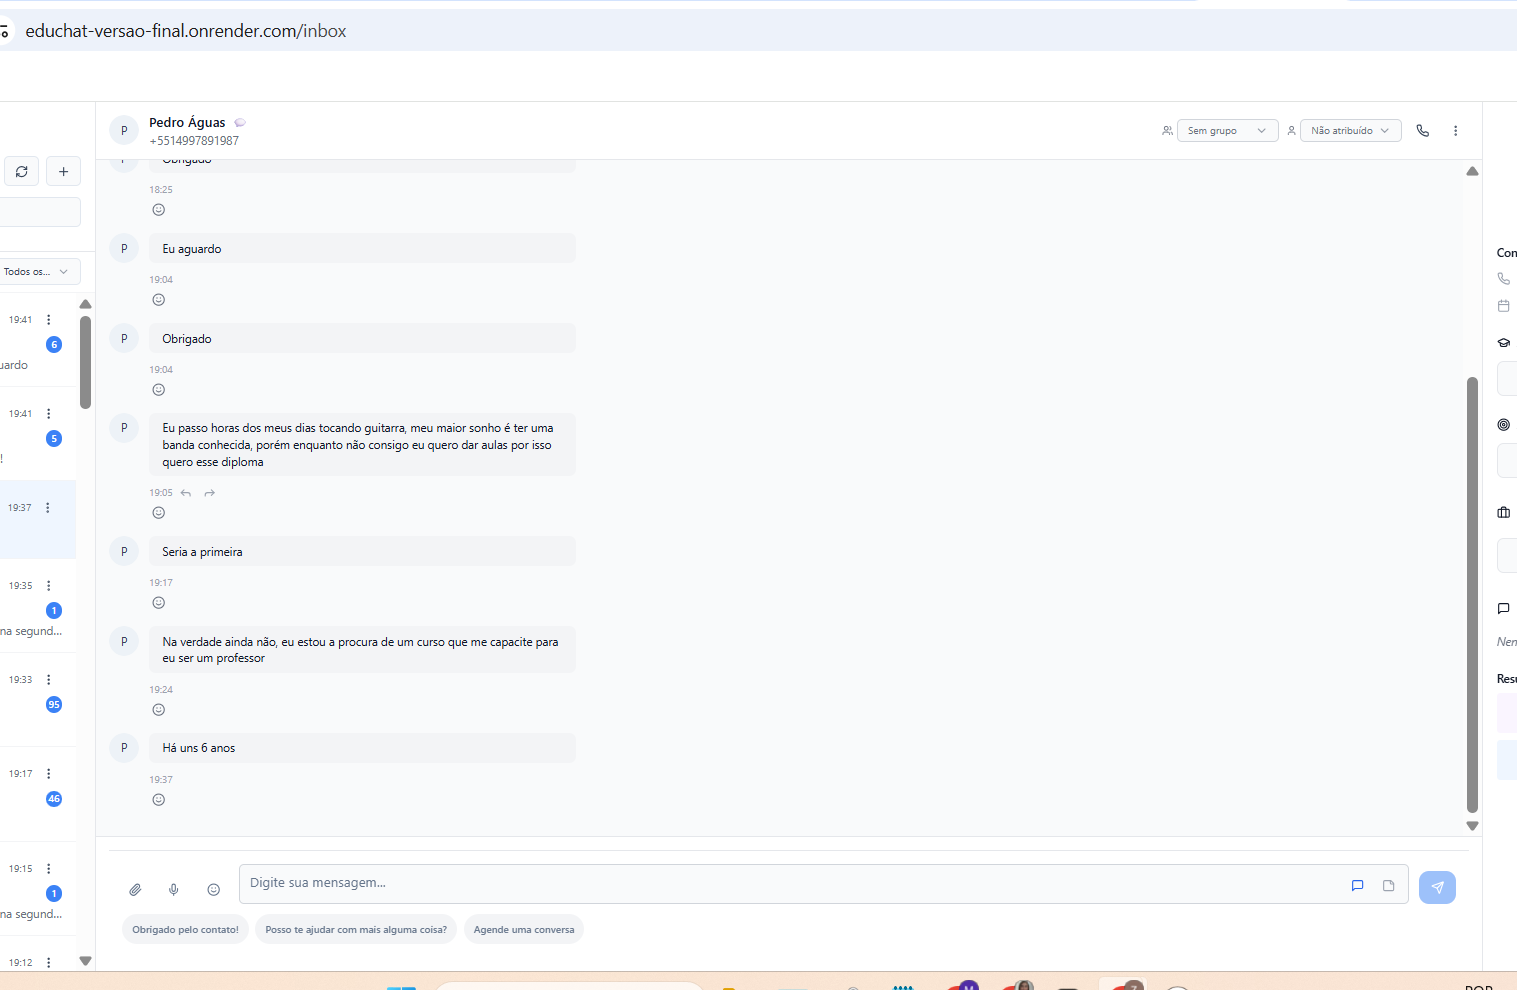 educhat-versao-final.onrender.com/inbox
P
Pedro Águas
+5514997891987
Sem grupo
Não atribuído
Todos os...
19:41
6
uardo
19:41
5
!
19:37
19:35
1
na segund...
19:33
95
19:17
46
19:15
1
na segund...
19:12
P
Obrigado
18:25
P
Eu aguardo
19:04
P
Obrigado
19:04
P
Eu passo horas dos meus dias tocando guitarra, meu maior sonho é ter uma
banda conhecida, porém enquanto não consigo eu quero dar aulas por isso
quero esse diploma
19:05
P
Seria a primeira
19:17
P
Na verdade ainda não, eu estou a procura de um curso que me capacite para
eu ser um professor
19:24
P
Há uns 6 anos
19:37
Digite sua mensagem...
Obrigado pelo contato!
Posso te ajudar com mais alguma coisa?
Agende uma conversa
Con
Nen
Resu